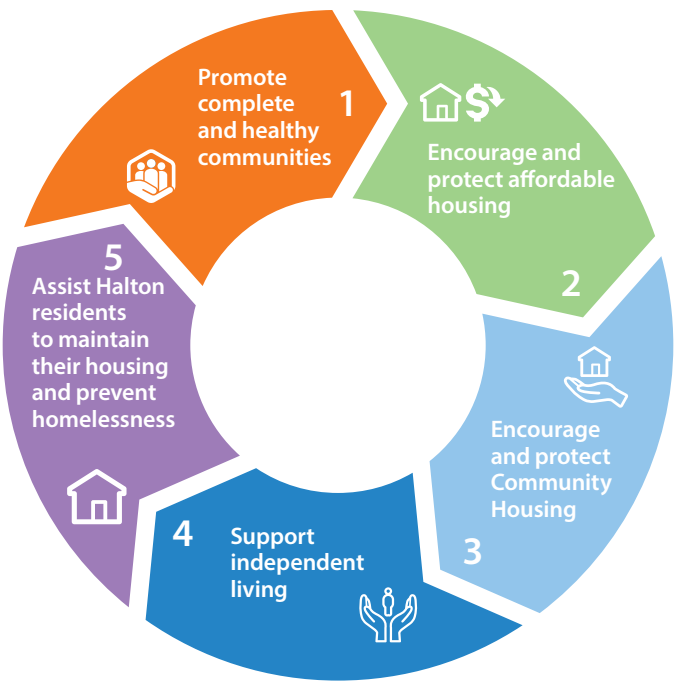 1
Promote
complete
and healthy
communities
Encourage and
protect affordable
housing
2
Encourage
and protect
Community
Housing
3
4
Support
independent
living
5
Assist Halton
residents
to maintain
their housing
and prevent
homelessness